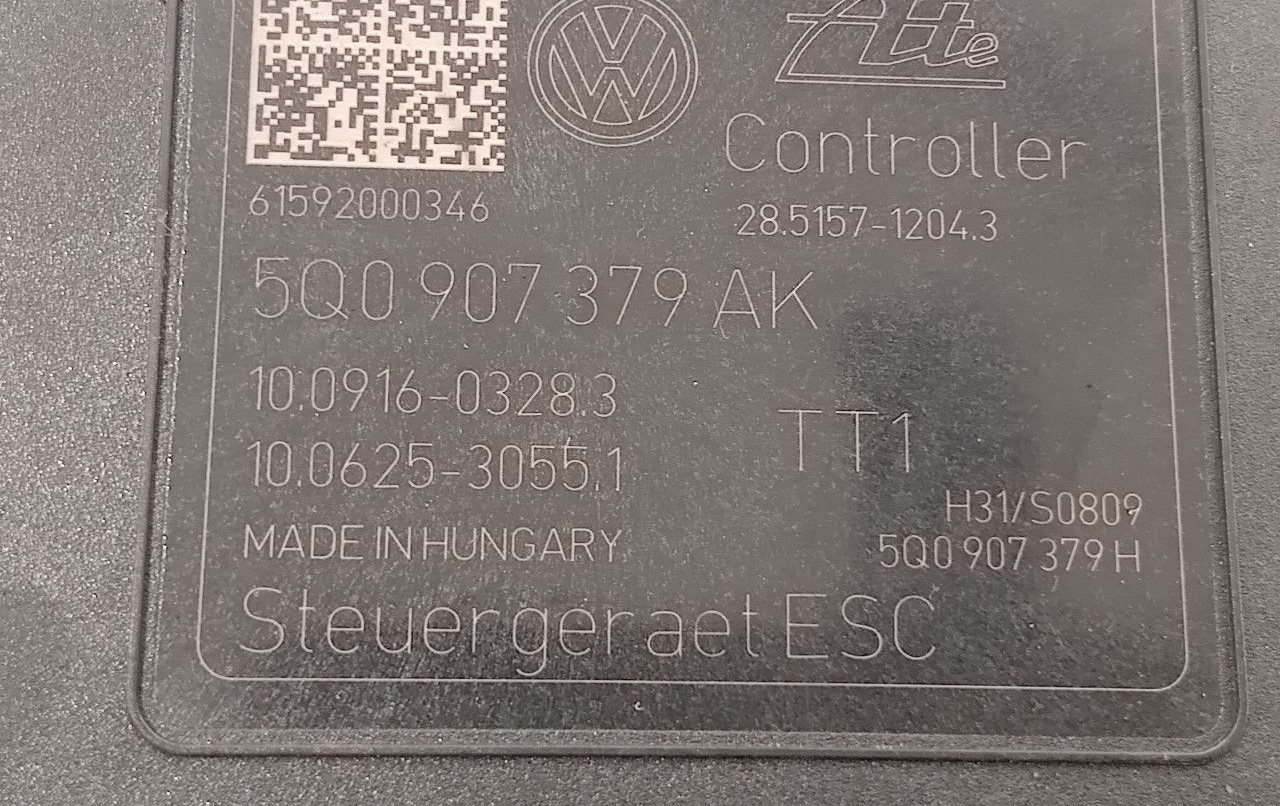 Ate
Controller
61592000346
28.5157-1204.3
5Q0 907 379 AK
10.0916-0328.3
TT1
10.0625-3055.1
H31/S0809
MADE IN HUNGARY
5Q0 907 379 H
Steuergeraet ESC